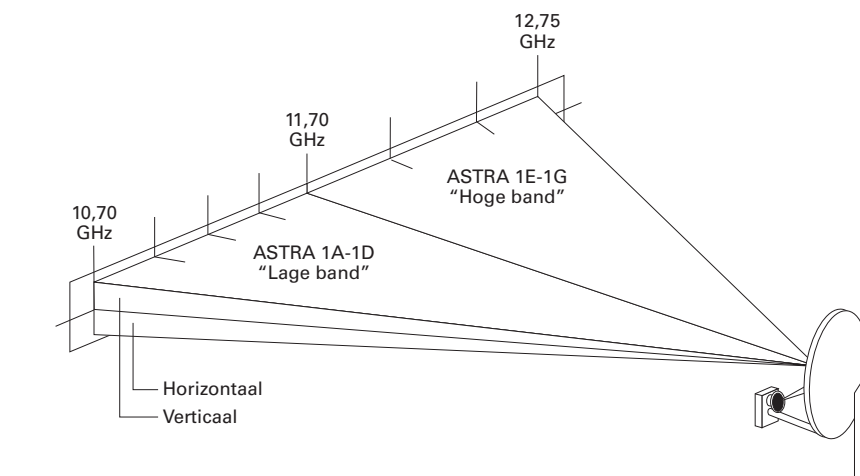 12,75
GHz
11,70
GHz
ASTRA 1E-1G
“Hoge band”
10,70
GHz
ASTRA 1A-1D
“Lage band”
Horizontaal
Verticaal